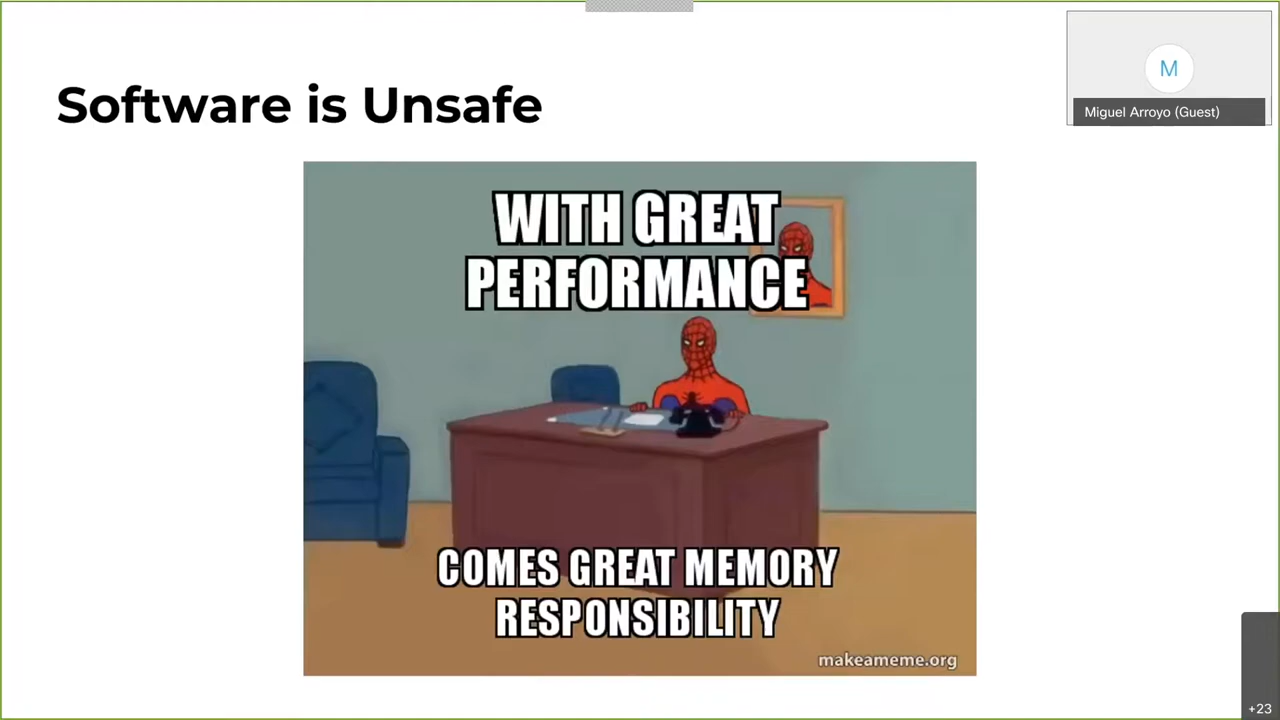 M
Miguel Arroyo (Guest)
Software is Unsafe
WITH GREAT
PERFORMANCE
COMES GREAT MEMORY
RESPONSIBILITY
makeameme.org
+23